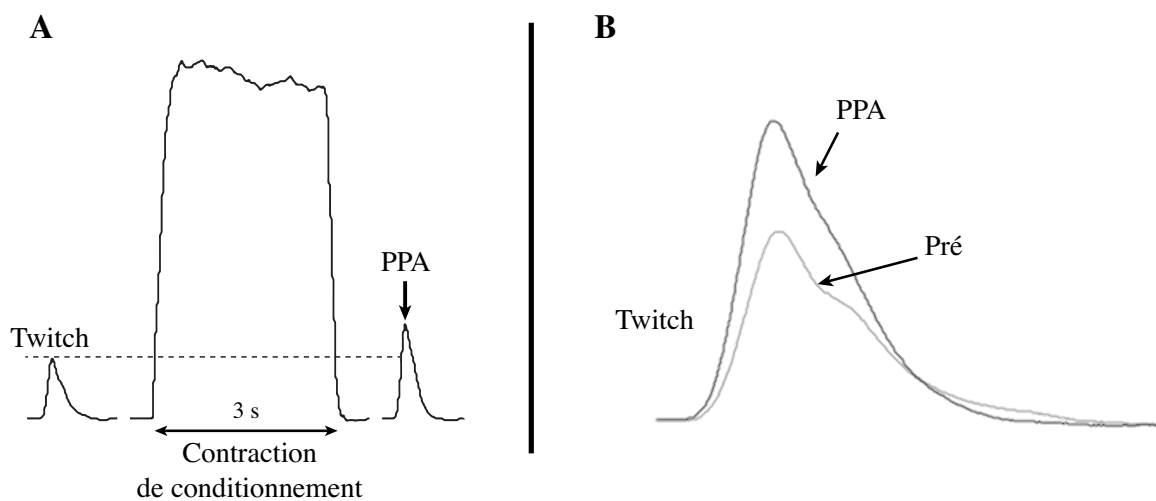 A
B
PPA
Pré
PPA
Twitch
Twitch
3 s
Contraction
de conditionnement